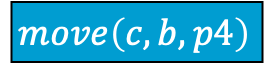 move(c, b, p4)